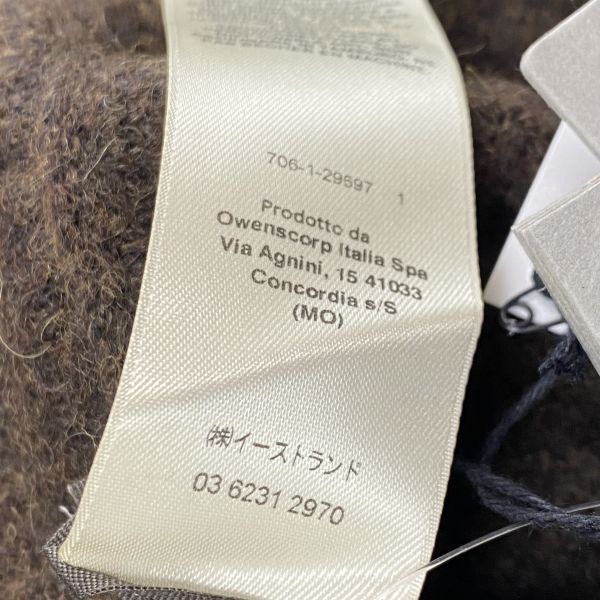 706-1-29597 1
Prodotto da
Owenscorp Italia Spa
Via Agnini, 15 41033
Concordia s/S
(MO)
㈱イーストランド
03 6231 2970